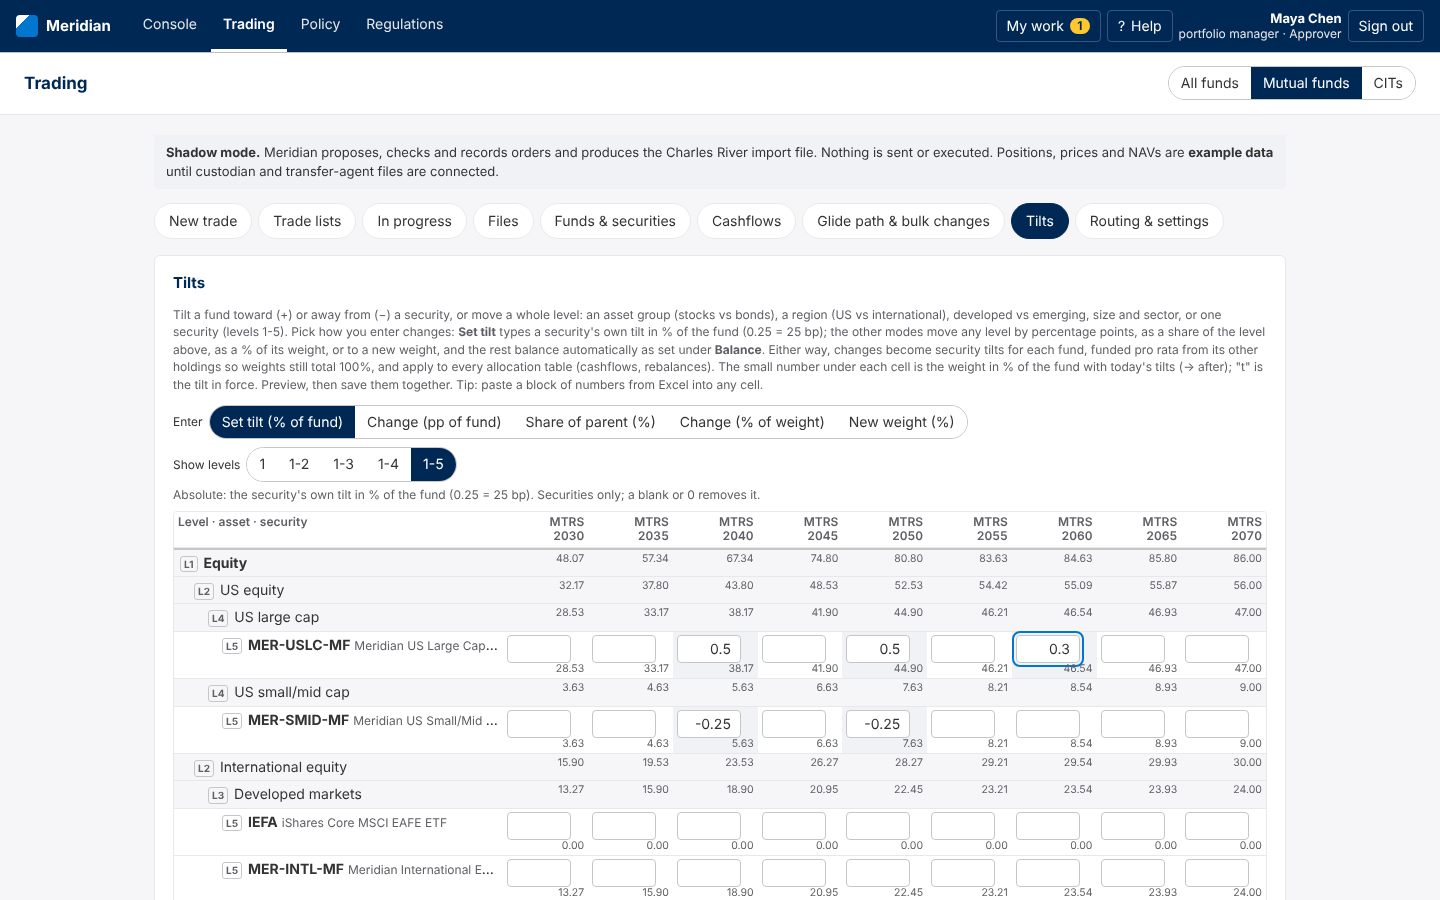 Meridian Console Trading Policy Regulations My work 1 ? Help Maya Chen Sign out
portfolio manager · Approver
Trading All funds Mutual funds CITs
Shadow mode. Meridian proposes, checks and records orders and produces the Charles River import file. Nothing is sent or executed. Positions, prices and NAVs are example data
until custodian and transfer-agent files are connected.
New trade Trade lists In progress Files Funds & securities Cashflows Glide path & bulk changes Tilts Routing & settings
Tilts
Tilt a fund toward (+) or away from (−) a security, or move a whole level: an asset group (stocks vs bonds), a region (US vs international), developed vs emerging, size and sector, or one
security (levels 1-5). Pick how you enter changes: Set tilt types a security's own tilt in % of the fund (0.25 = 25 bp); the other modes move any level by percentage points, as a share of the level
above, as a % of its weight, or to a new weight, and the rest balance automatically as set under Balance. Either way, changes become security tilts for each fund, funded pro rata from its other
holdings so weights still total 100%, and apply to every allocation table (cashflows, rebalances). The small number under each cell is the weight in % of the fund with today's tilts (→ after); "t" is
the tilt in force. Preview, then save them together. Tip: paste a block of numbers from Excel into any cell.
Enter Set tilt (% of fund) Change (pp of fund) Share of parent (%) Change (% of weight) New weight (%)
Show levels 1 1-2 1-3 1-4 1-5
Absolute: the security's own tilt in % of the fund (0.25 = 25 bp). Securities only; a blank or 0 removes it.
Level · asset · security MTRS 2030 MTRS 2035 MTRS 2040 MTRS 2045 MTRS 2050 MTRS 2055 MTRS 2060 MTRS 2065 MTRS 2070
L1 Equity 48.07 57.34 67.34 74.80 80.80 83.63 84.63 85.80 86.00
L2 US equity 32.17 37.80 43.80 48.53 52.53 54.42 55.09 55.87 56.00
L4 US large cap 28.53 33.17 38.17 41.90 44.90 46.21 46.54 46.93 47.00
L5 MER-USLC-MF Meridian US Large Cap... 0.5 0.5 0.3
28.53 33.17 38.17 41.90 44.90 46.21 46.54 46.93 47.00
L4 US small/mid cap 3.63 4.63 5.63 6.63 7.63 8.21 8.54 8.93 9.00
L5 MER-SMID-MF Meridian US Small/Mid ... -0.25 -0.25
3.63 4.63 5.63 6.63 7.63 8.21 8.54 8.93 9.00
L2 International equity 15.90 19.53 23.53 26.27 28.27 29.21 29.54 29.93 30.00
L3 Developed markets 13.27 15.90 18.90 20.95 22.45 23.21 23.54 23.93 24.00
L5 IEFA iShares Core MSCI EAFE ETF
0.00 0.00 0.00 0.00 0.00 0.00 0.00 0.00 0.00
L5 MER-INTL-MF Meridian International E...
13.27 15.90 18.90 20.95 22.45 23.21 23.54 23.93 24.00